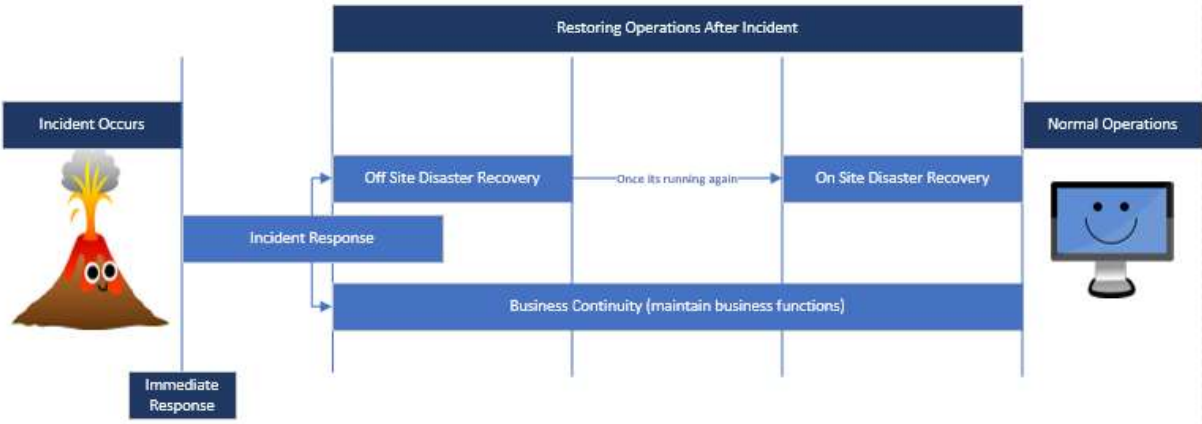 Restoring Operations After Incident
Incident Occurs
Normal Operations
Off Site Disaster Recovery
Once its running again
On Site Disaster Recovery
Incident Response
Business Continuity (maintain business functions)
Immediate
Response